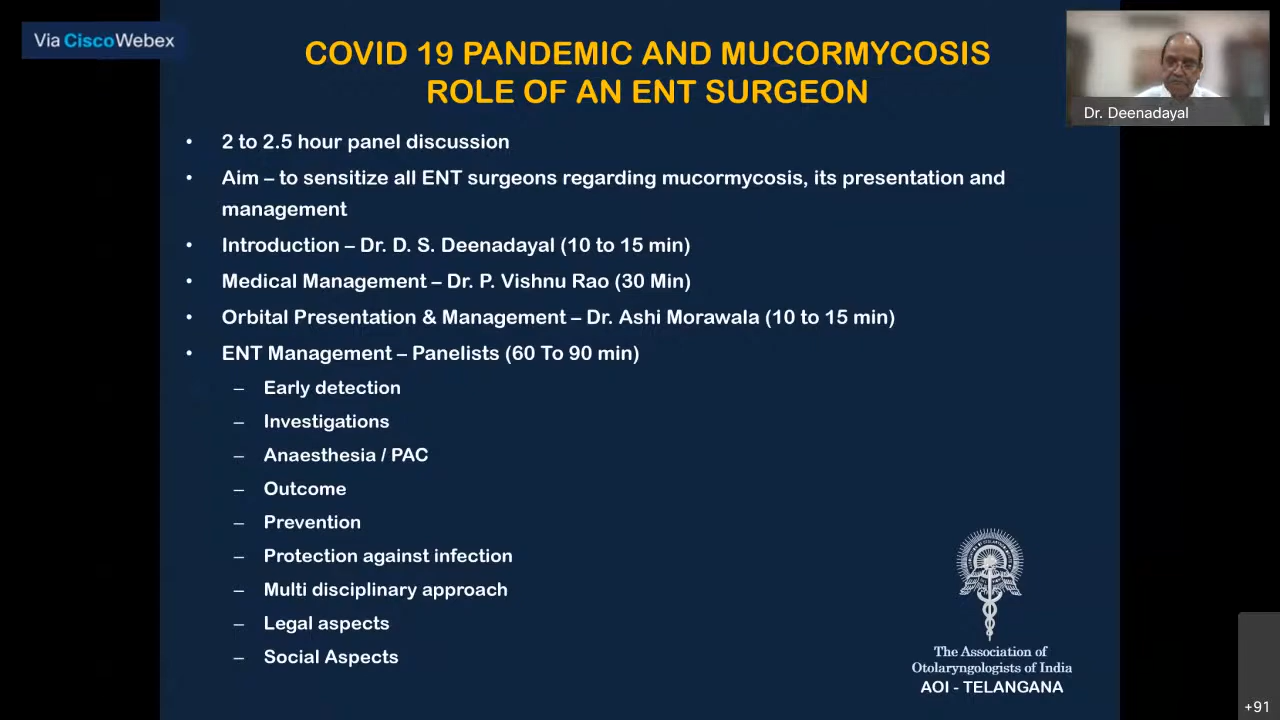 Via CiscoWebex
COVID 19 PANDEMIC AND MUCORMYCOSIS
ROLE OF AN ENT SURGEON
Dr. Deenadayal
• 2 to 2.5 hour panel discussion
• Aim – to sensitize all ENT surgeons regarding mucormycosis, its presentation and
management
• Introduction – Dr. D. S. Deenadayal (10 to 15 min)
• Medical Management – Dr. P. Vishnu Rao (30 Min)
• Orbital Presentation & Management – Dr. Ashi Morawala (10 to 15 min)
• ENT Management – Panelists (60 To 90 min)
– Early detection
– Investigations
– Anaesthesia / PAC
– Outcome
– Prevention
– Protection against infection
– Multi disciplinary approach
– Legal aspects
– Social Aspects
The Association of
Otolaryngologists of India
AOI - TELANGANA
+91